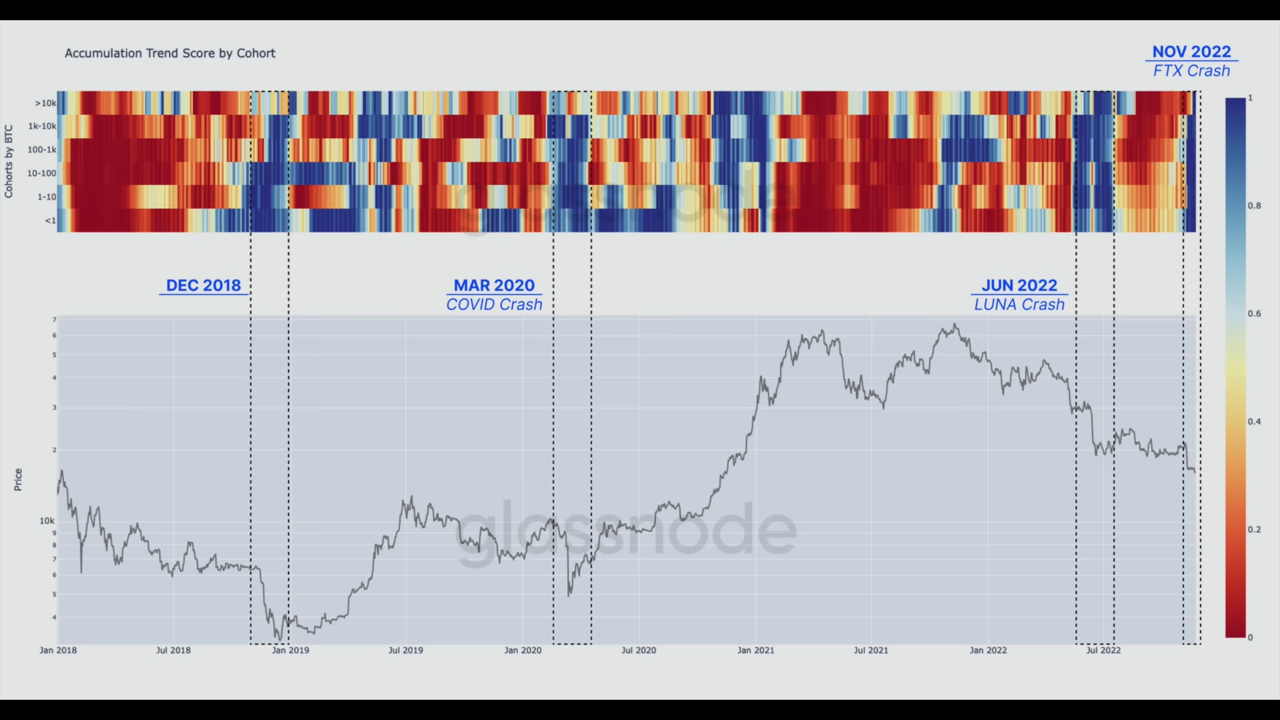 Accumulation Trend Score by Cohort
NOV 2022
FTX Crash
Cohorts by BTC
>10k
1k-10k
100-1k
10-100
1-10
<1
1
0.8
0.6
0.4
0.2
0
glassnode
DEC 2018
MAR 2020
COVID Crash
JUN 2022
LUNA Crash
Price
7
6
5
4
3
2
10k
9
8
7
6
5
4
glassnode
Jan 2018
Jul 2018
Jan 2019
Jul 2019
Jan 2020
Jul 2020
Jan 2021
Jul 2021
Jan 2022
Jul 2022